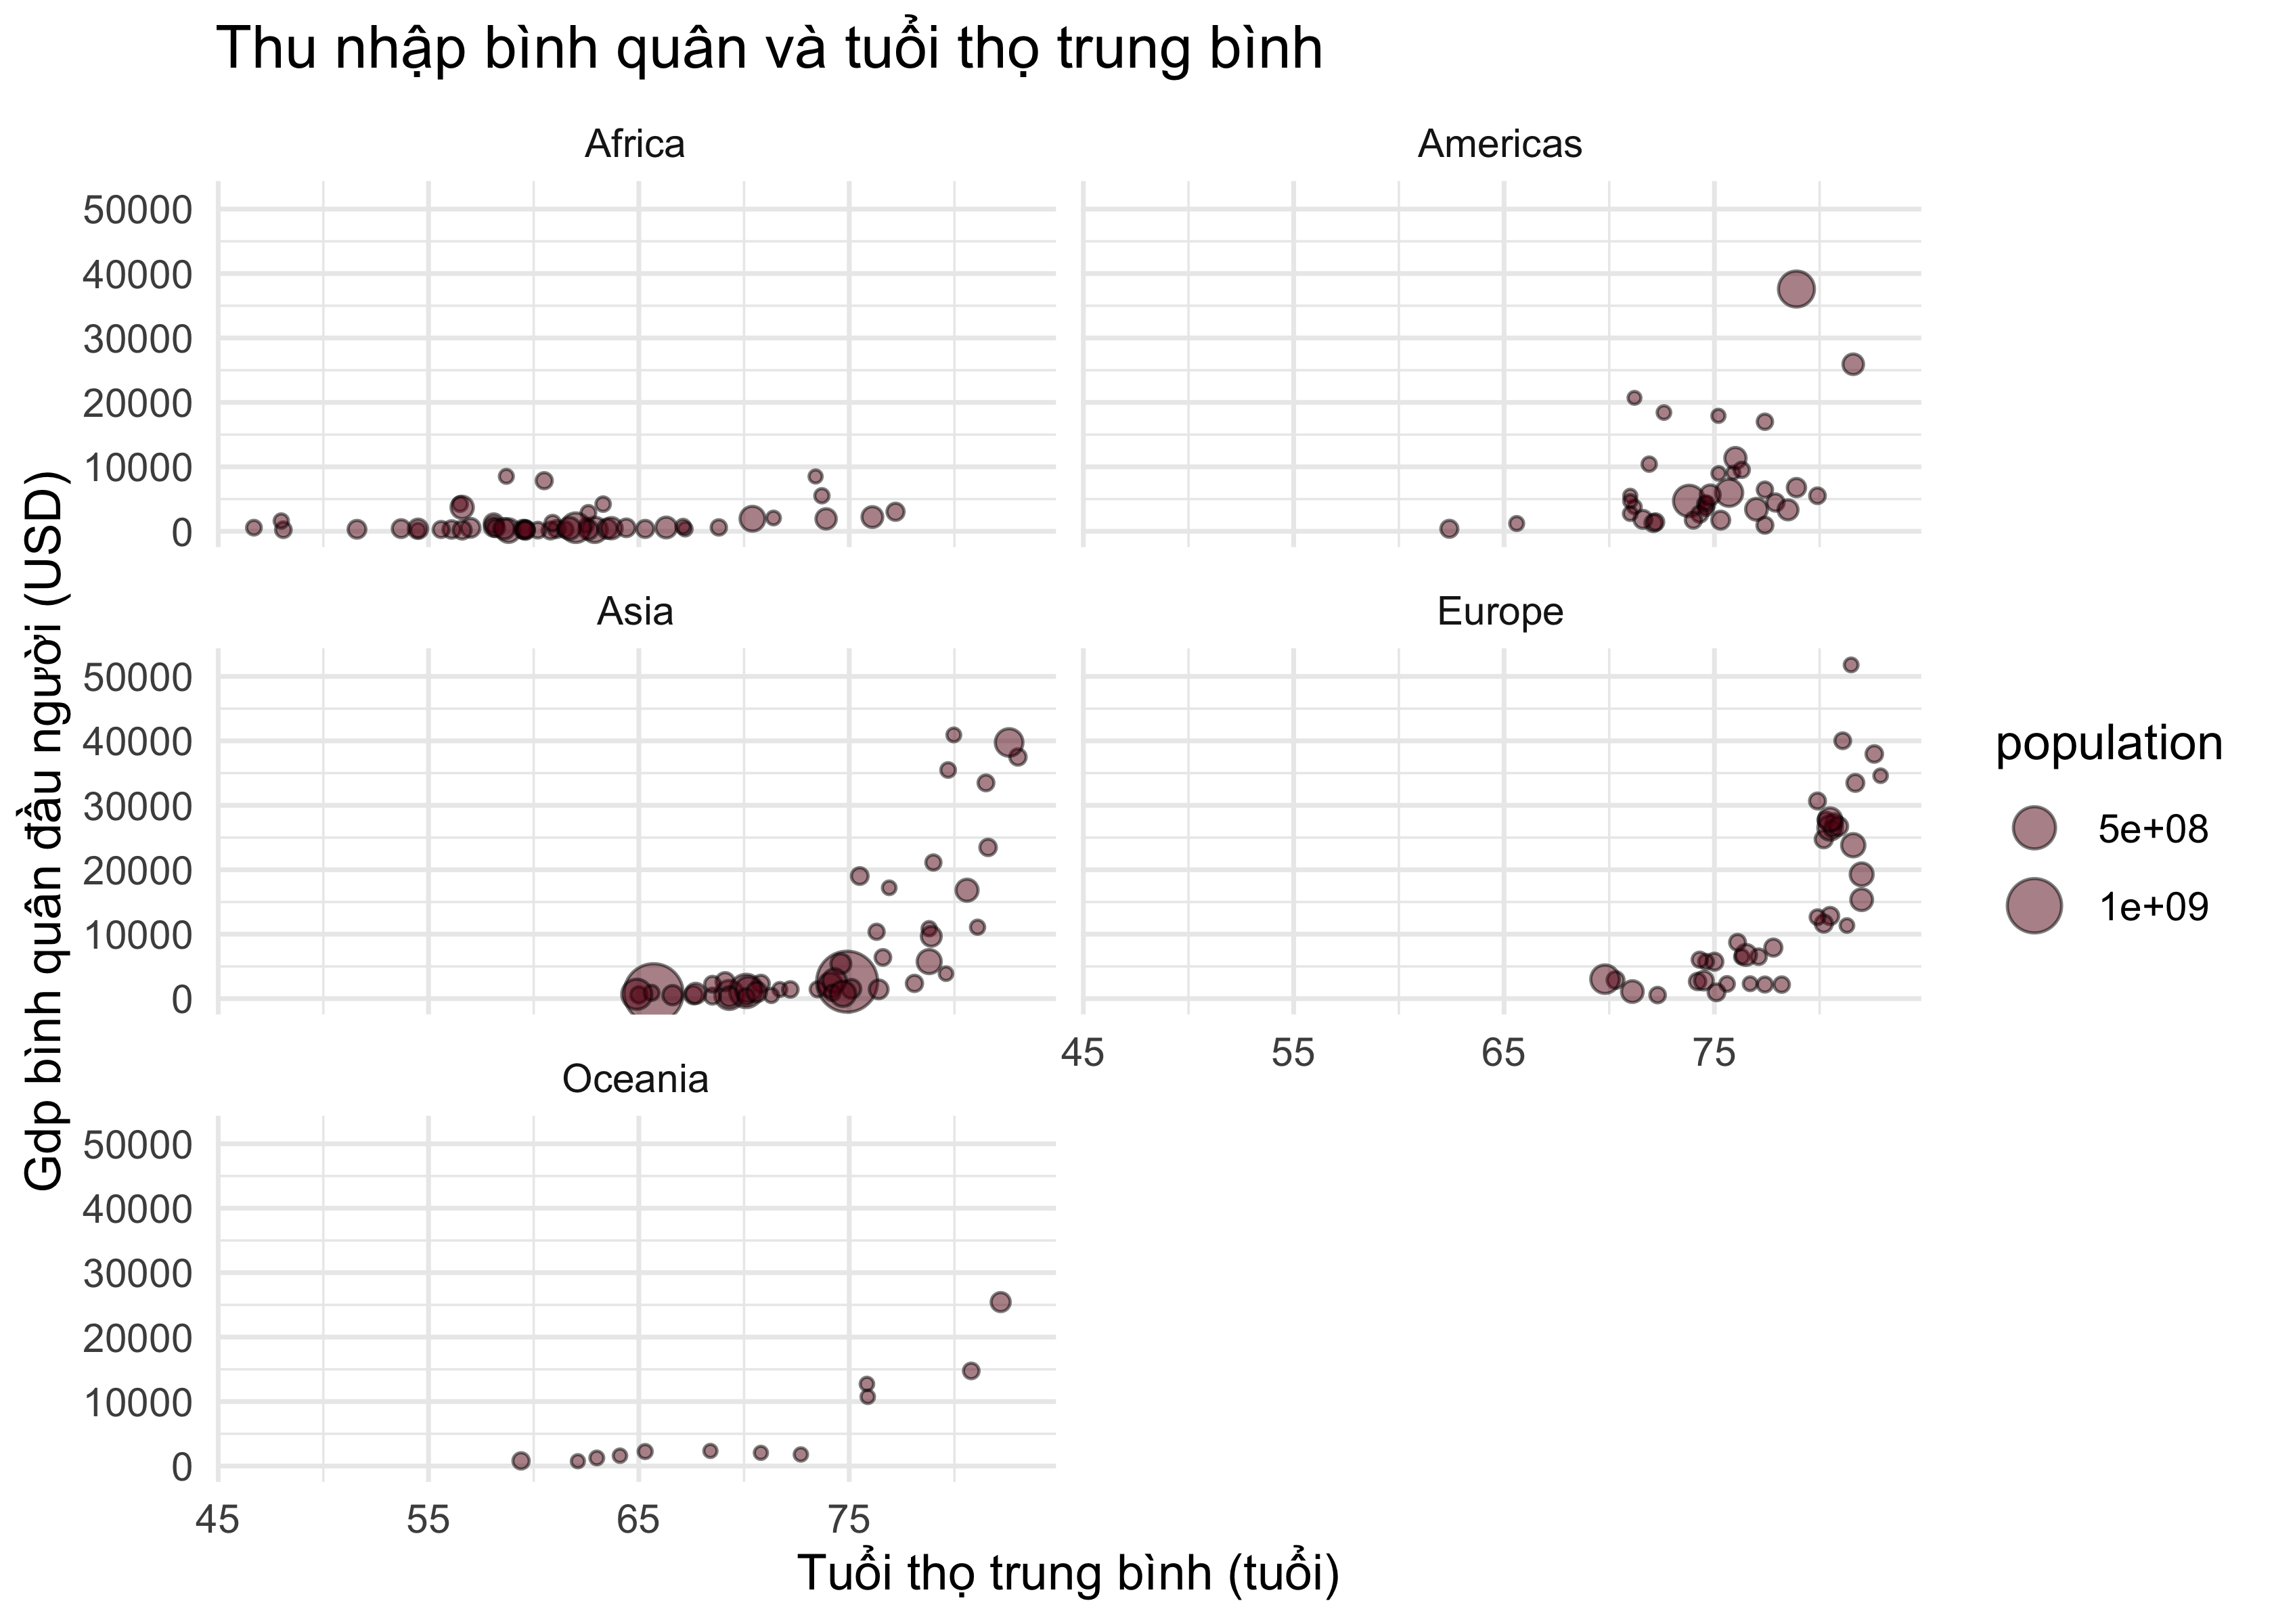 Thu nhập bình quân và tuổi thọ trung bình
Africa
Americas
50000
40000
30000
20000
10000
0
Asia
Europe
50000
40000
30000
20000
10000
0
45 55 65 75
Oceania
50000
40000
30000
20000
10000
0
45 55 65 75
Tuổi thọ trung bình (tuổi)
Gdp bình quân đầu người (USD)
population
5e+08
1e+09